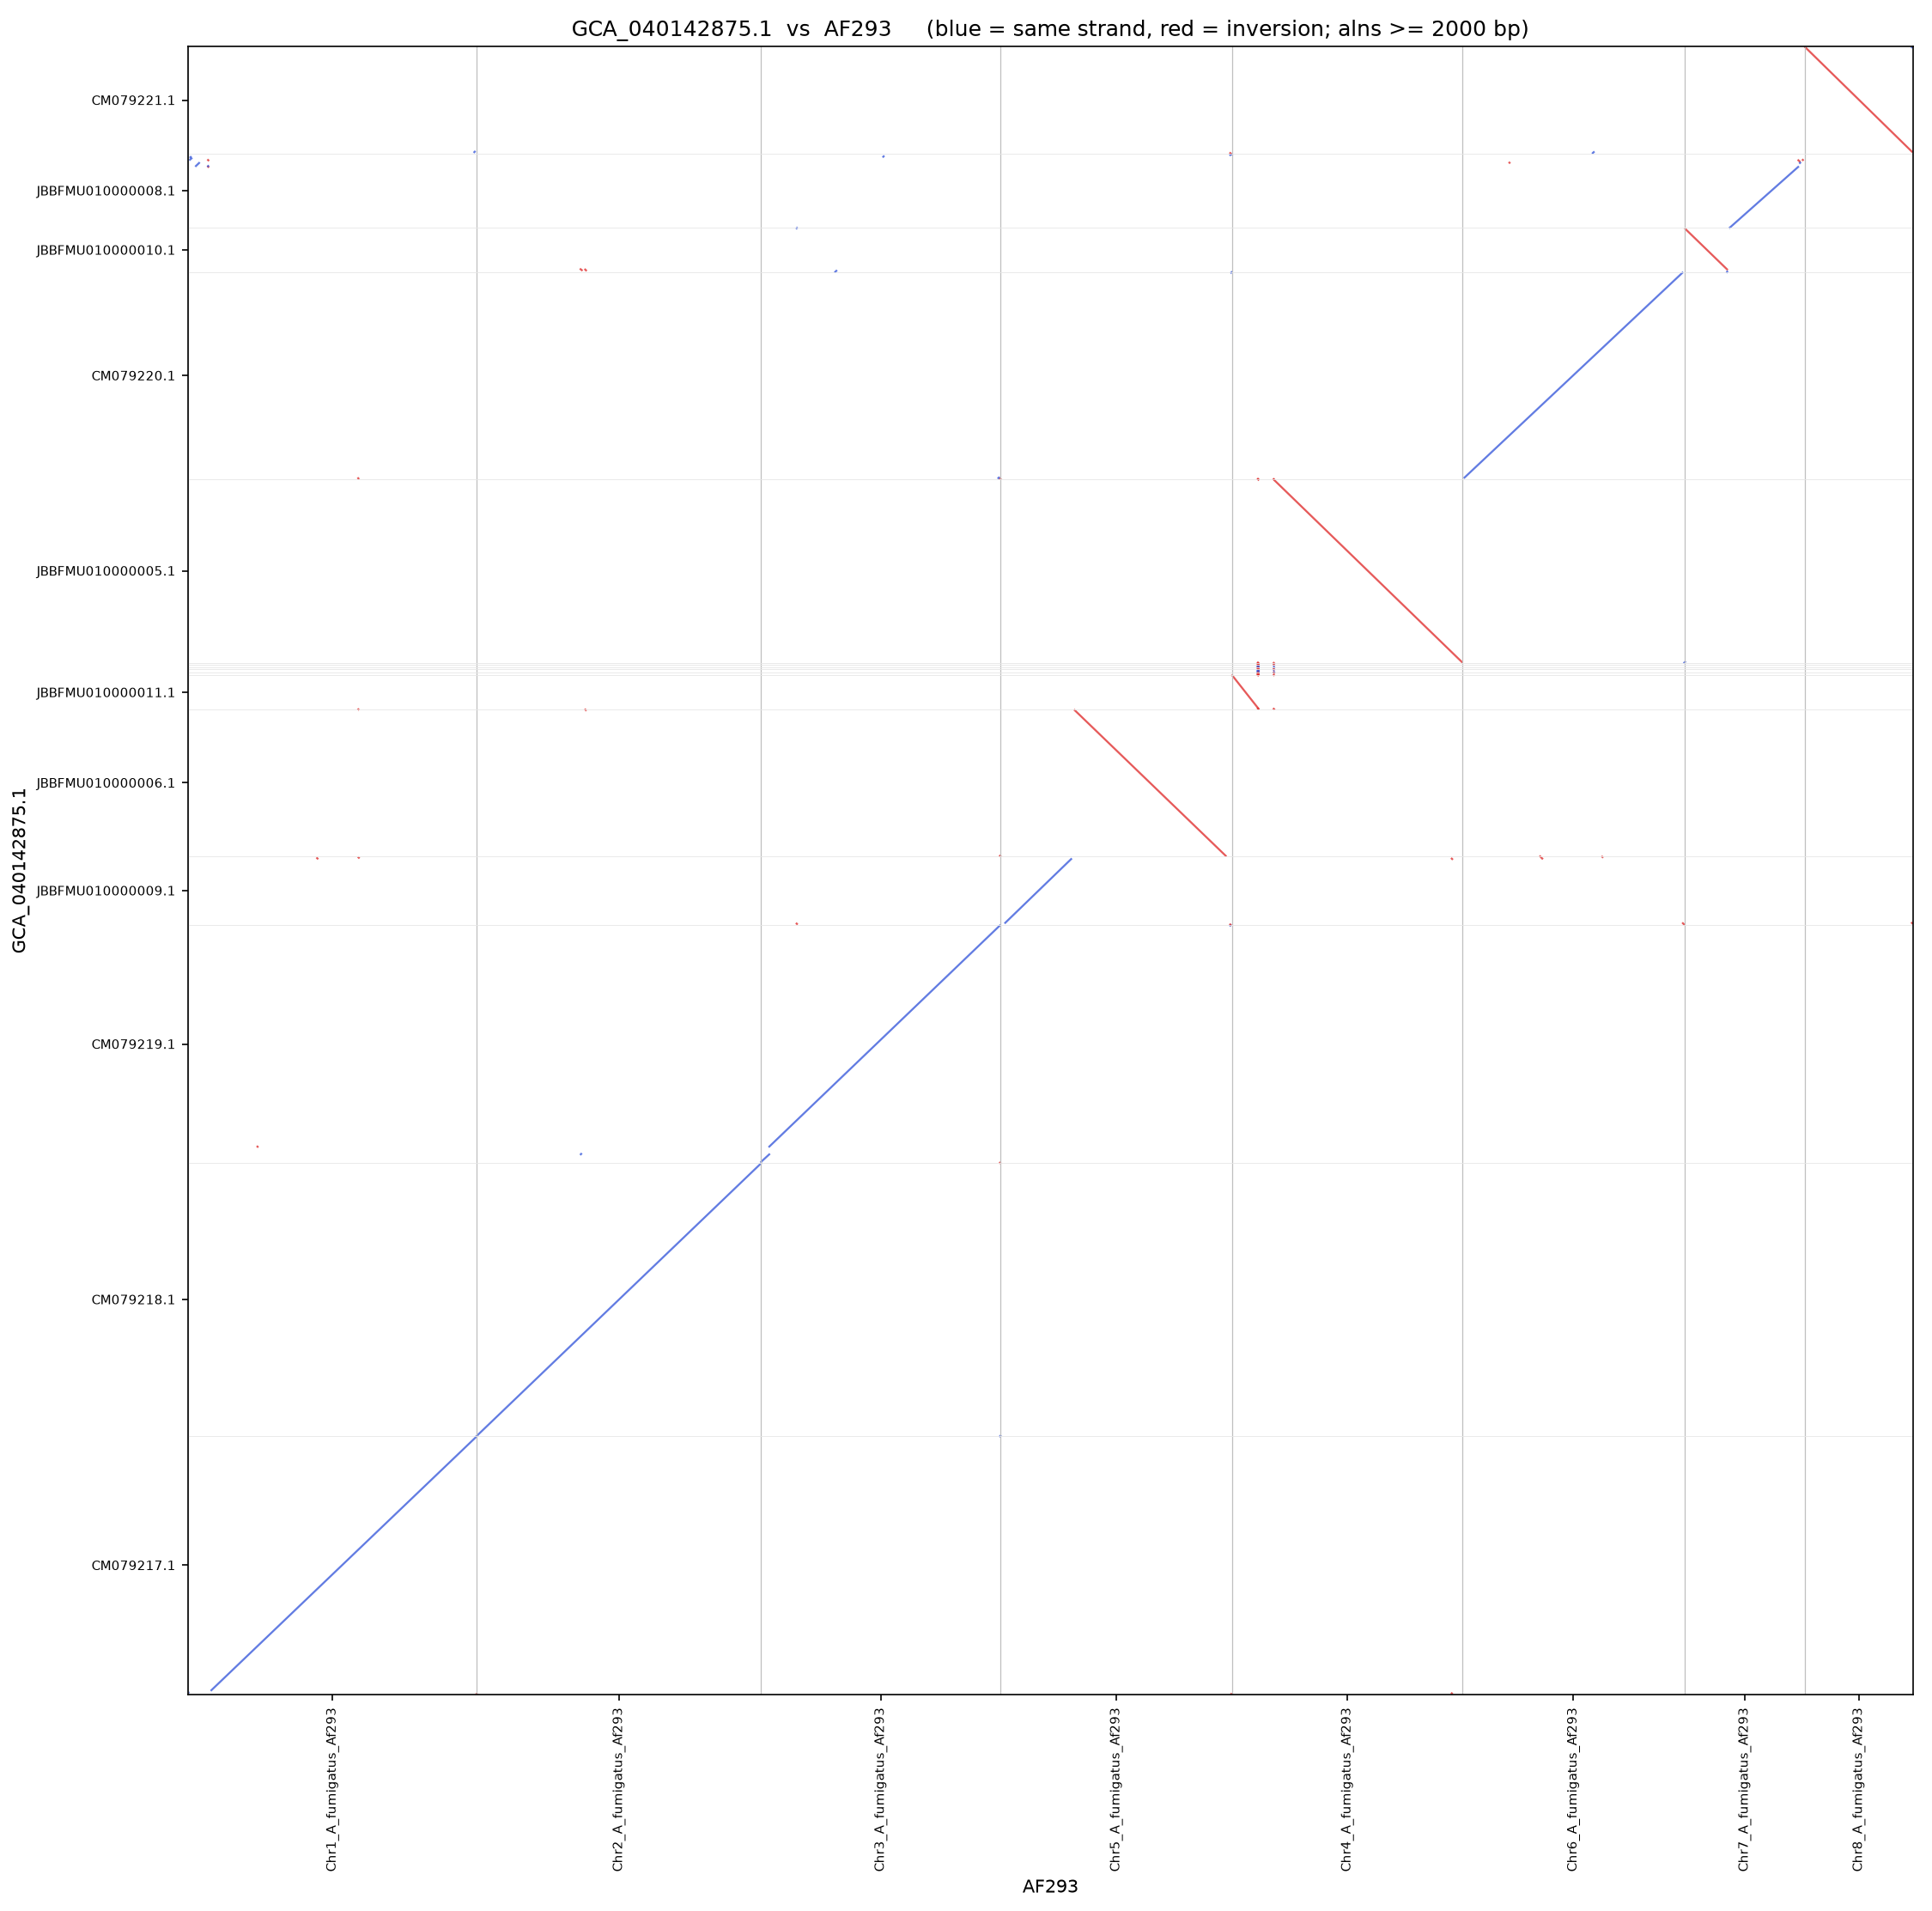 GCA_040142875.1 vs AF293 (blue = same strand, red = inversion; alns >= 2000 bp)
CM079221.1
JBBFMU010000008.1
JBBFMU010000010.1
CM079220.1
JBBFMU010000005.1
JBBFMU010000011.1
JBBFMU010000006.1
JBBFMU010000009.1
CM079219.1
CM079218.1
CM079217.1
GCA_040142875.1
Chr1_A_fumigatus_Af293
Chr2_A_fumigatus_Af293
Chr3_A_fumigatus_Af293
Chr5_A_fumigatus_Af293
Chr4_A_fumigatus_Af293
Chr6_A_fumigatus_Af293
Chr7_A_fumigatus_Af293
Chr8_A_fumigatus_Af293
AF293